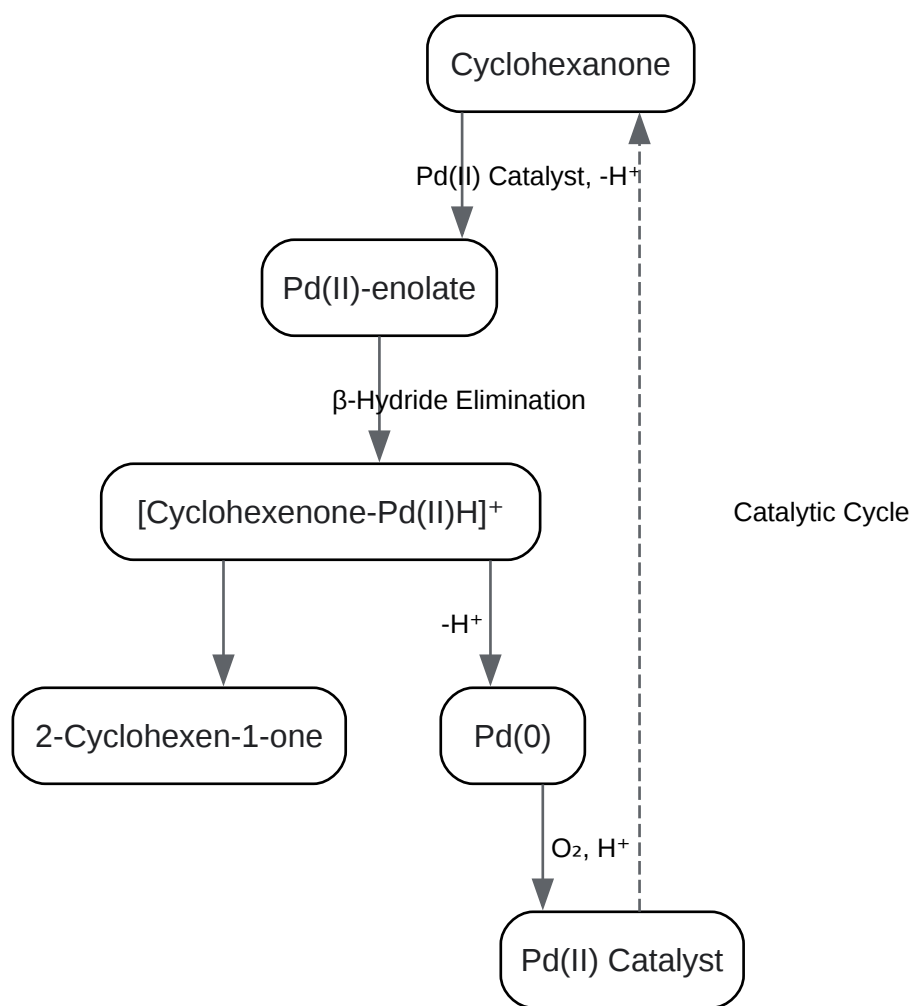 Cyclohexanone
Pd(II) Catalyst, -H⁺
Pd(II)-enolate
β-Hydride Elimination
[Cyclohexenone-Pd(II)H]⁺
Catalytic Cycle
-H⁺
2-Cyclohexen-1-one
Pd(0)
O₂, H⁺
Pd(II) Catalyst